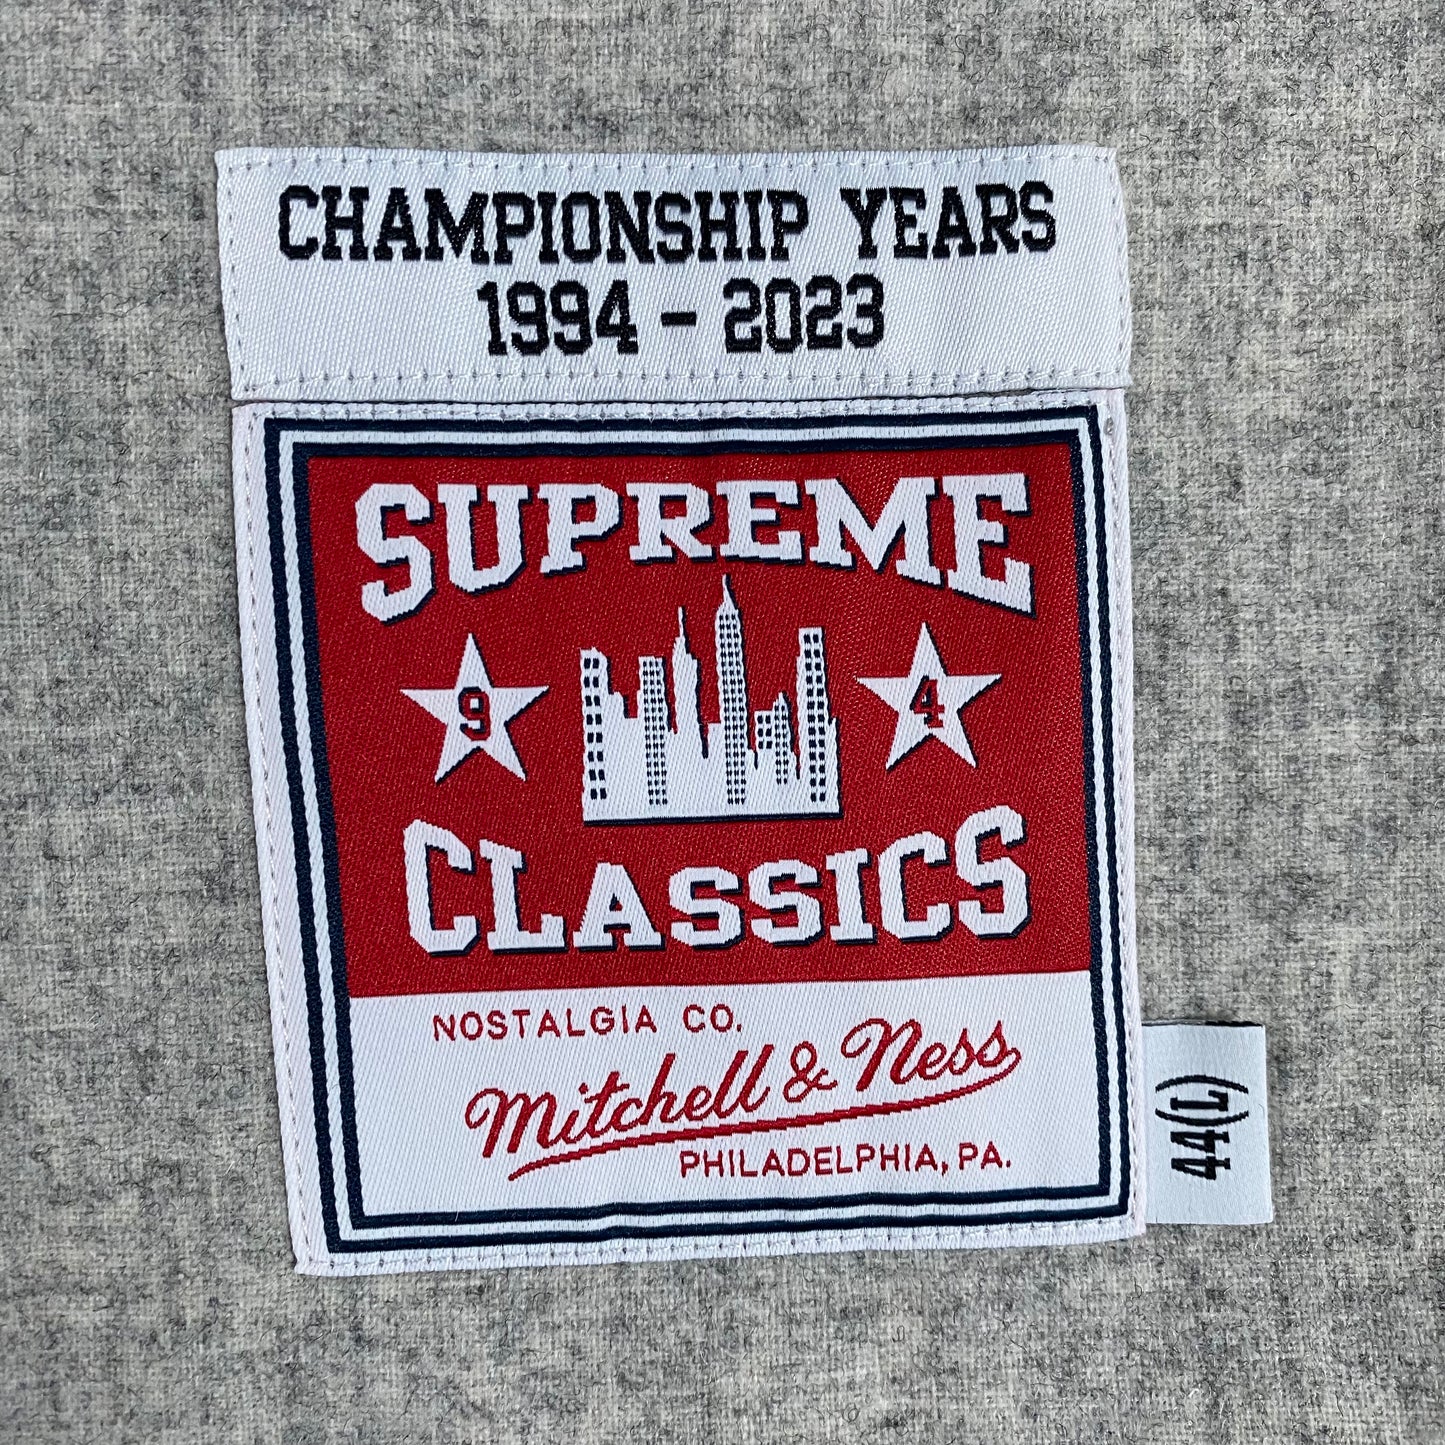 CHAMPIONSHIP YEARS
1994 - 2023
SUPREME
9 4
CLASSICS
NOSTALGIA CO.
Mitchell & Ness
PHILADELPHIA, PA.
44(L)